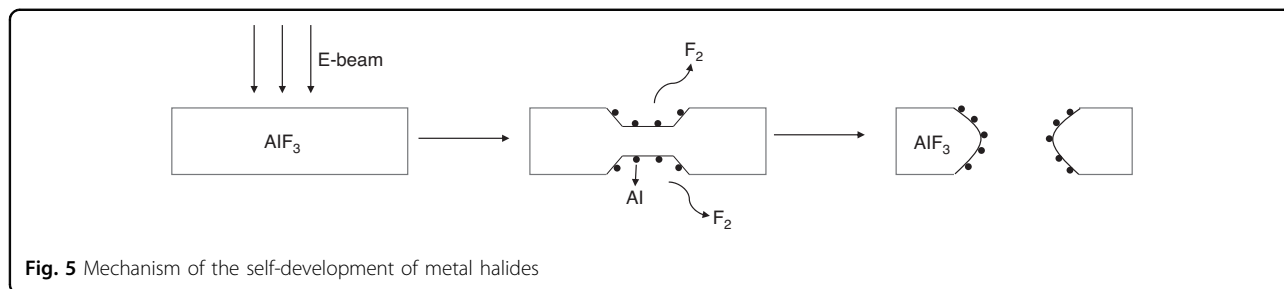 E-beam
AlF₃
F₂
Al
F₂
AlF₃
Fig. 5 Mechanism of the self-development of metal halides